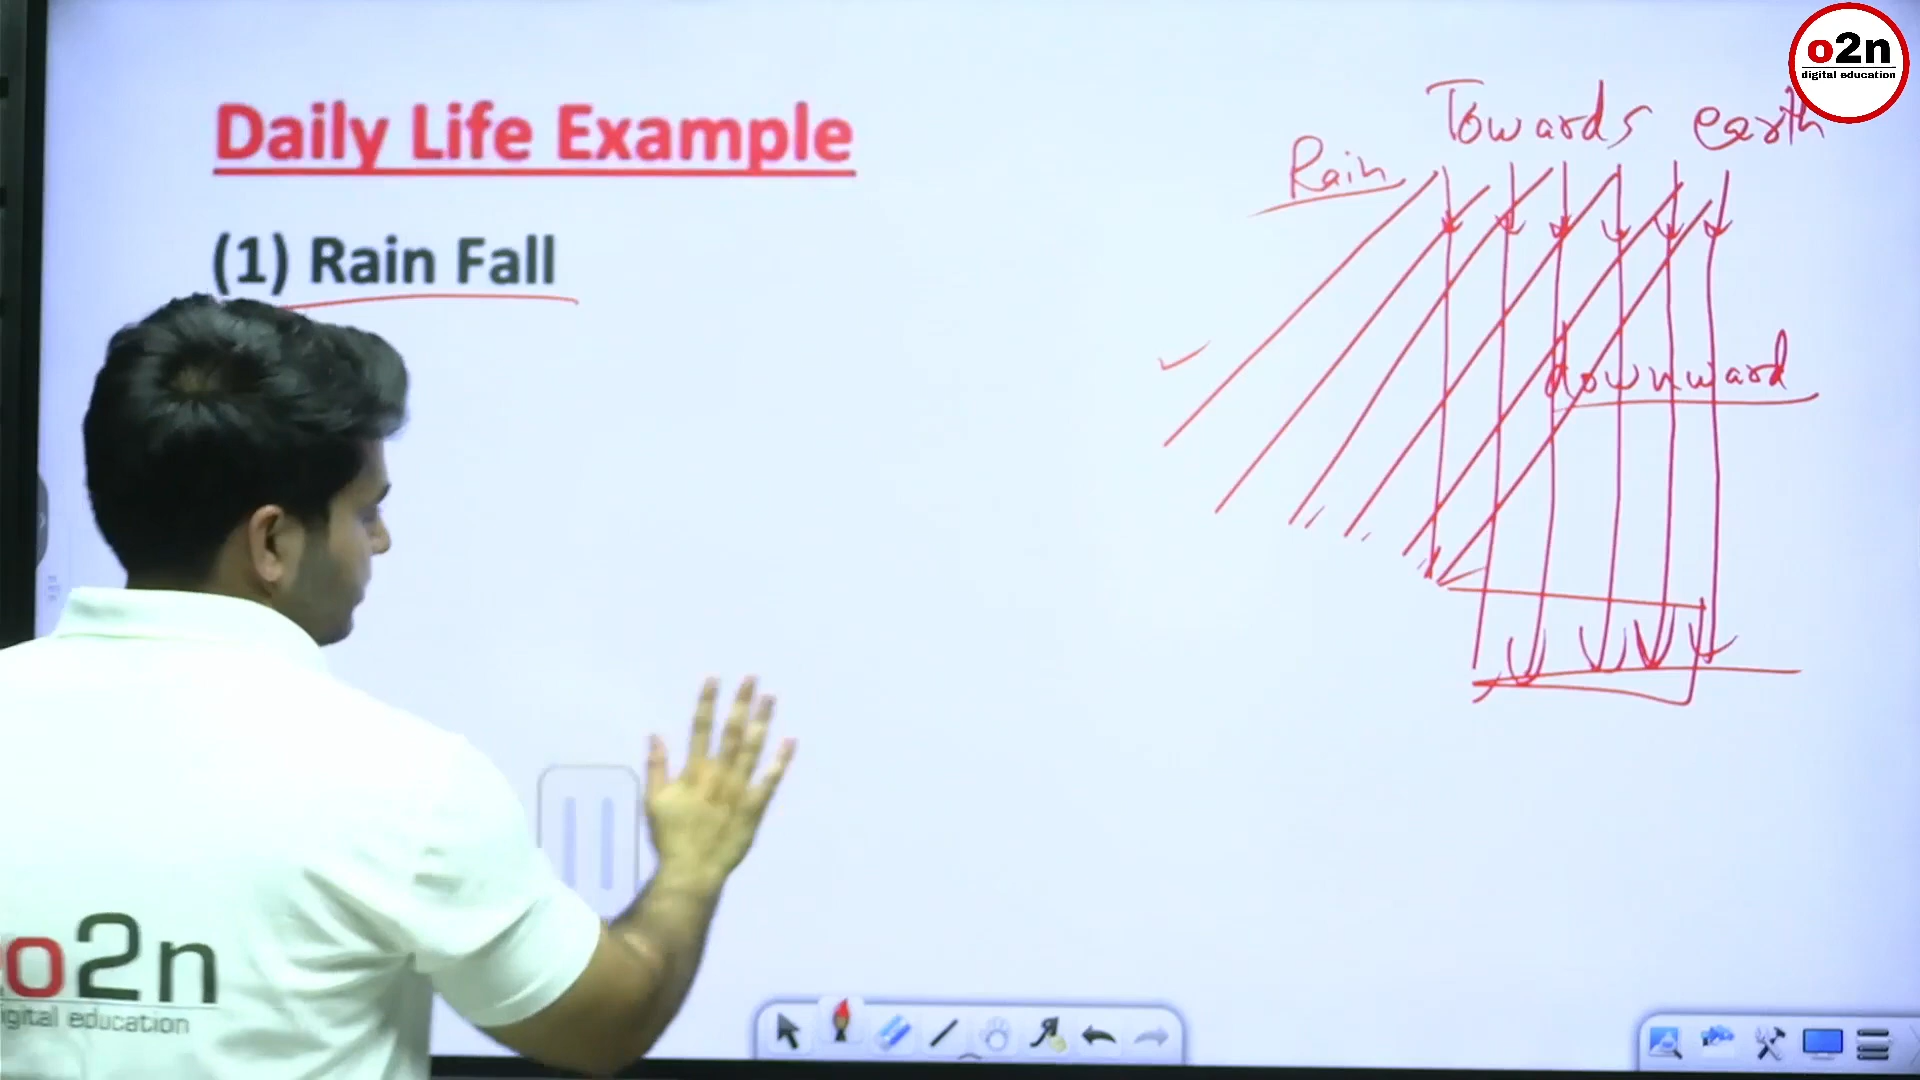 Daily Life Example
(1) Rain Fall
Towards earth
Rain
downward
o2n
digital education
o2n
igital education